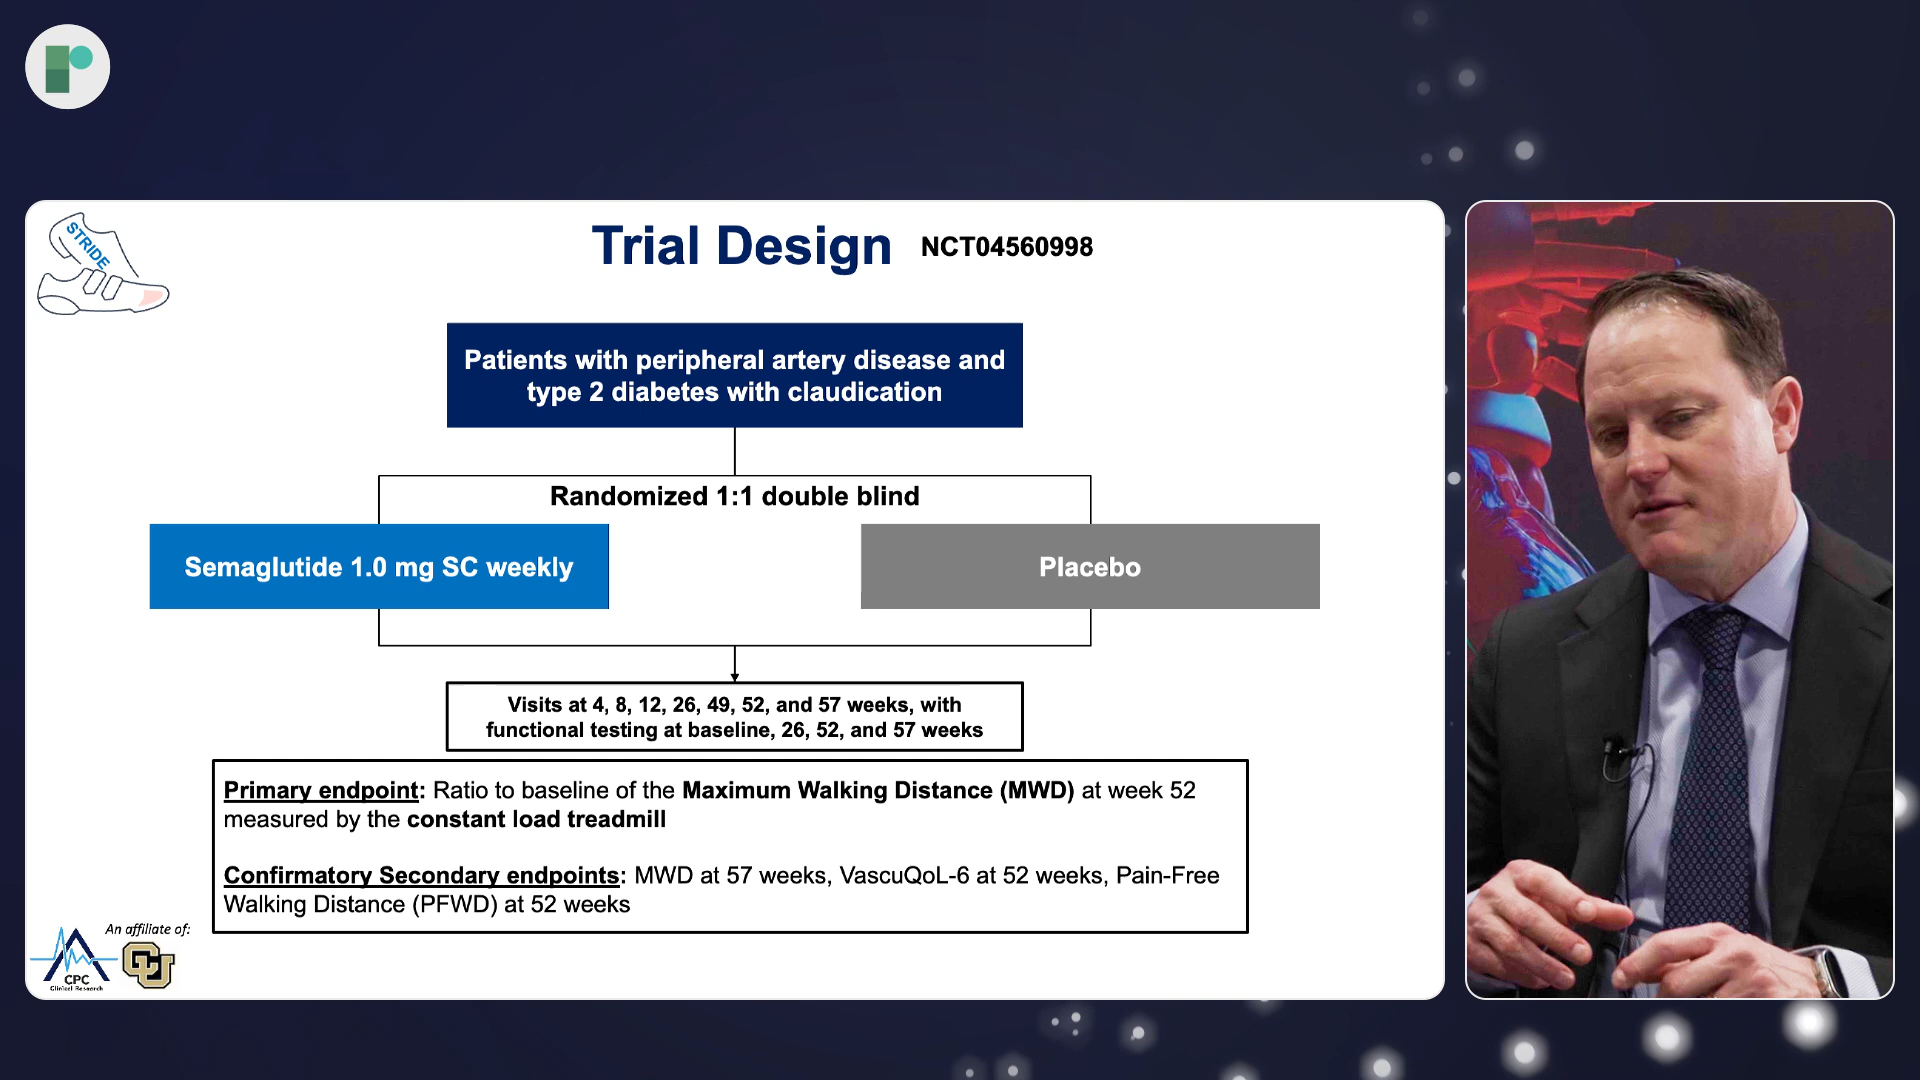 STRIDE
Trial Design NCT04560998
Patients with peripheral artery disease and
type 2 diabetes with claudication
Randomized 1:1 double blind
Semaglutide 1.0 mg SC weekly
Placebo
Visits at 4, 8, 12, 26, 49, 52, and 57 weeks, with
functional testing at baseline, 26, 52, and 57 weeks
Primary endpoint: Ratio to baseline of the Maximum Walking Distance (MWD) at week 52
measured by the constant load treadmill
Confirmatory Secondary endpoints: MWD at 57 weeks, VascuQoL-6 at 52 weeks, Pain-Free
Walking Distance (PFWD) at 52 weeks
An affiliate of:
CPC
Clinical Research
CU